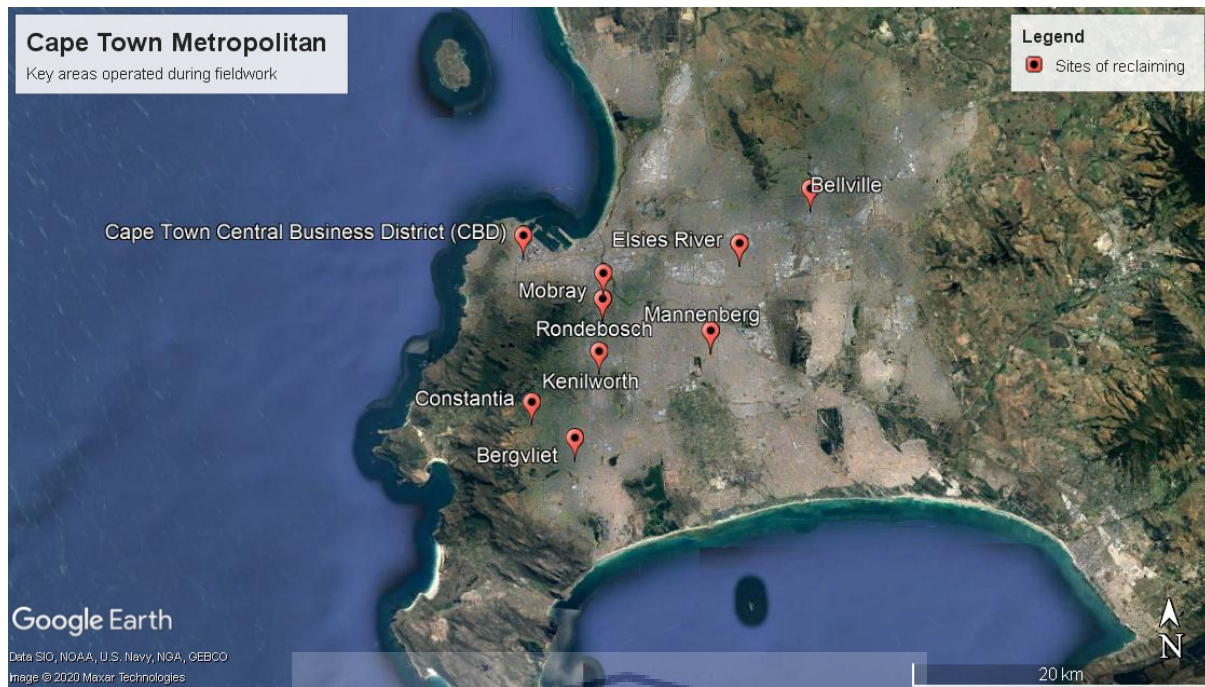 Cape Town Metropolitan
Key areas operated during fieldwork
Legend
Sites of reclaiming
Bellville
Cape Town Central Business District (CBD)
Elsies River
Mobray
Mannenberg
Rondebosch
Kenilworth
Constantia
Bergvliet
Google Earth
Data SIO, NOAA, U.S. Navy, NGA, GEBCO
Image © 2020 Maxar Technologies
N
20 km